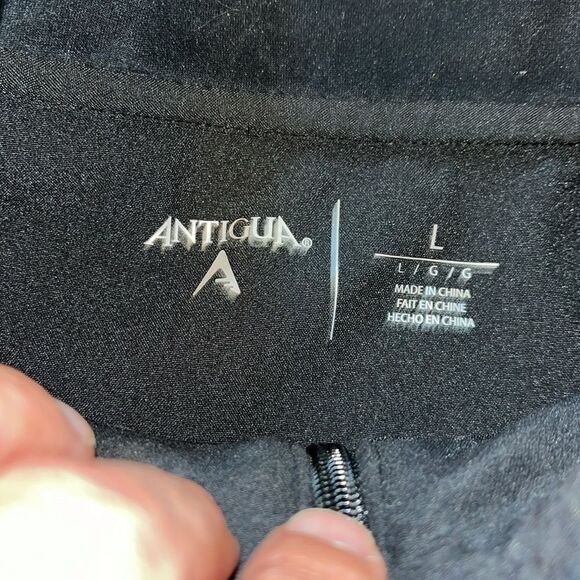 ANTIGUA®
L
L / G / G
MADE IN CHINA
FAIT EN CHINE
HECHO EN CHINA